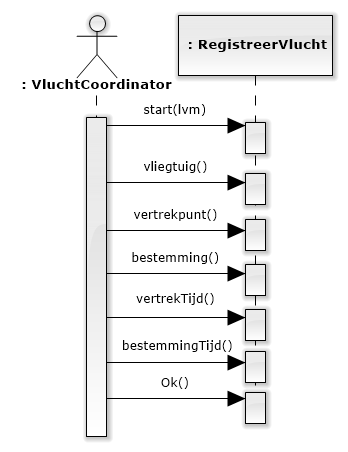 : RegistreerVlucht
: VluchtCoordinator
start(lvm)
vliegtuig()
vertrekpunt()
bestemming()
vertrekTijd()
bestemmingTijd()
Ok()